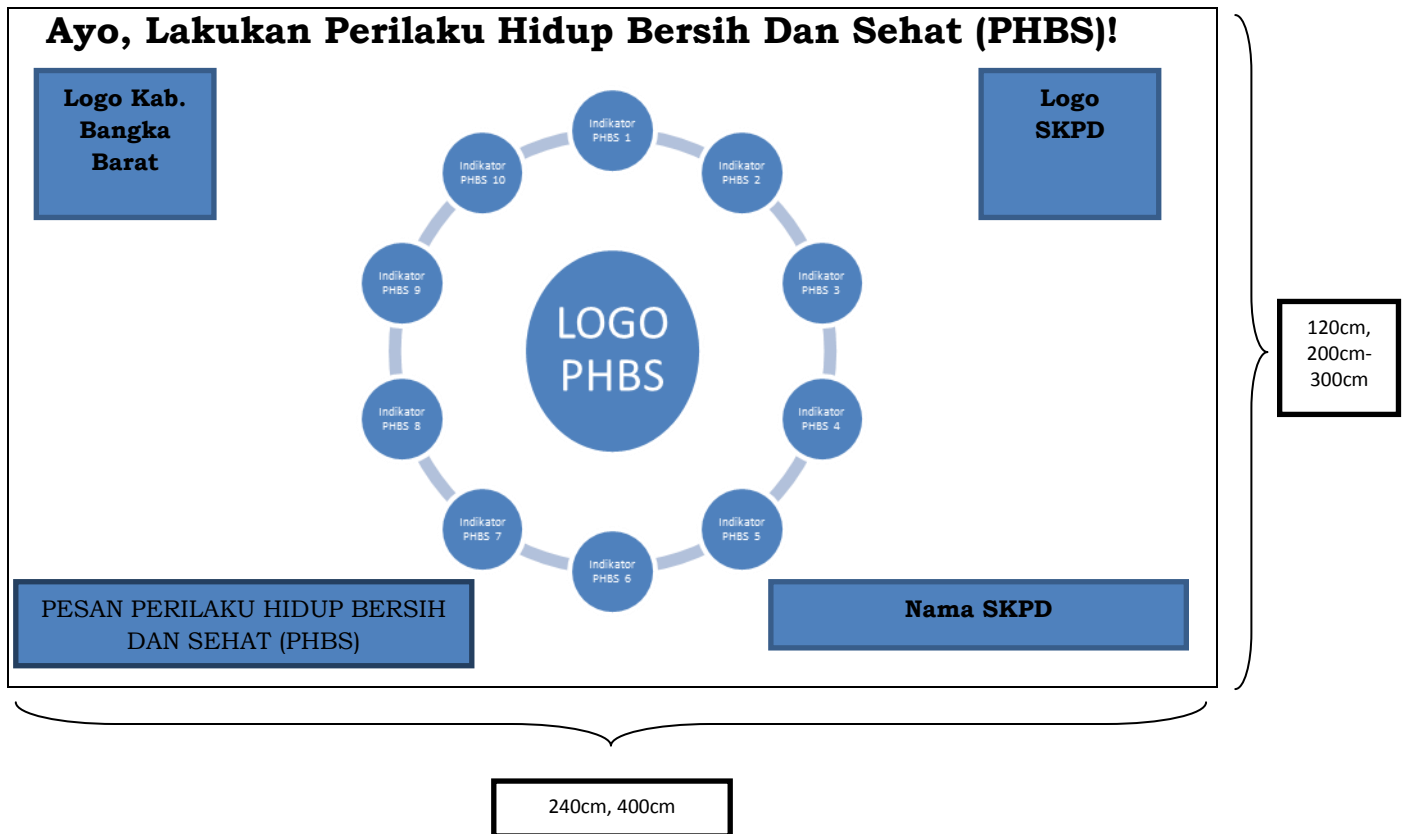 Ayo, Lakukan Perilaku Hidup Bersih Dan Sehat (PHBS)!
Logo Kab.
Bangka
Barat
Logo
SKPD
Indikator
PHBS 1
Indikator
PHBS 2
Indikator
PHBS 3
Indikator
PHBS 4
Indikator
PHBS 5
Indikator
PHBS 6
Indikator
PHBS 7
Indikator
PHBS 8
Indikator
PHBS 9
Indikator
PHBS 10
LOGO
PHBS
PESAN PERILAKU HIDUP BERSIH
DAN SEHAT (PHBS)
Nama SKPD
120cm,
200cm-
300cm
240cm, 400cm